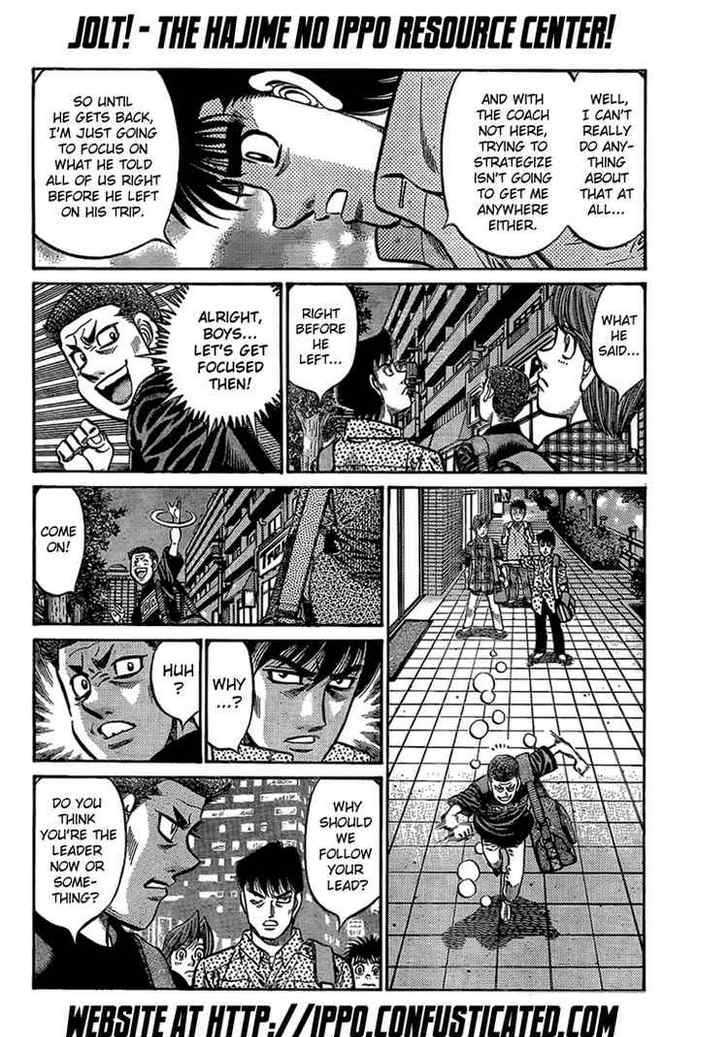 JOLT! - THE HAJIME NO IPPO RESOURCE CENTER!
WELL,
I CAN'T
REALLY
DO ANY-
THING
ABOUT
THAT AT
ALL...
AND WITH
THE COACH
NOT HERE,
TRYING TO
STRATEGIZE
ISN'T GOING
TO GET ME
ANYWHERE
EITHER.
SO UNTIL
HE GETS BACK,
I'M JUST GOING
TO FOCUS ON
WHAT HE TOLD
ALL OF US RIGHT
BEFORE HE LEFT
ON HIS TRIP.
WHAT
HE
SAID...
RIGHT
BEFORE
HE
LEFT...
ALRIGHT,
BOYS...
LET'S GET
FOCUSED
THEN!
COME
ON!
WHY
...?
HUH
?
WHY
SHOULD
WE
FOLLOW
YOUR
LEAD?
DO YOU
THINK
YOU'RE THE
LEADER
NOW OR
SOME-
THING?
WEBSITE AT HTTP://IPPO.CONFUSTICATED.COM